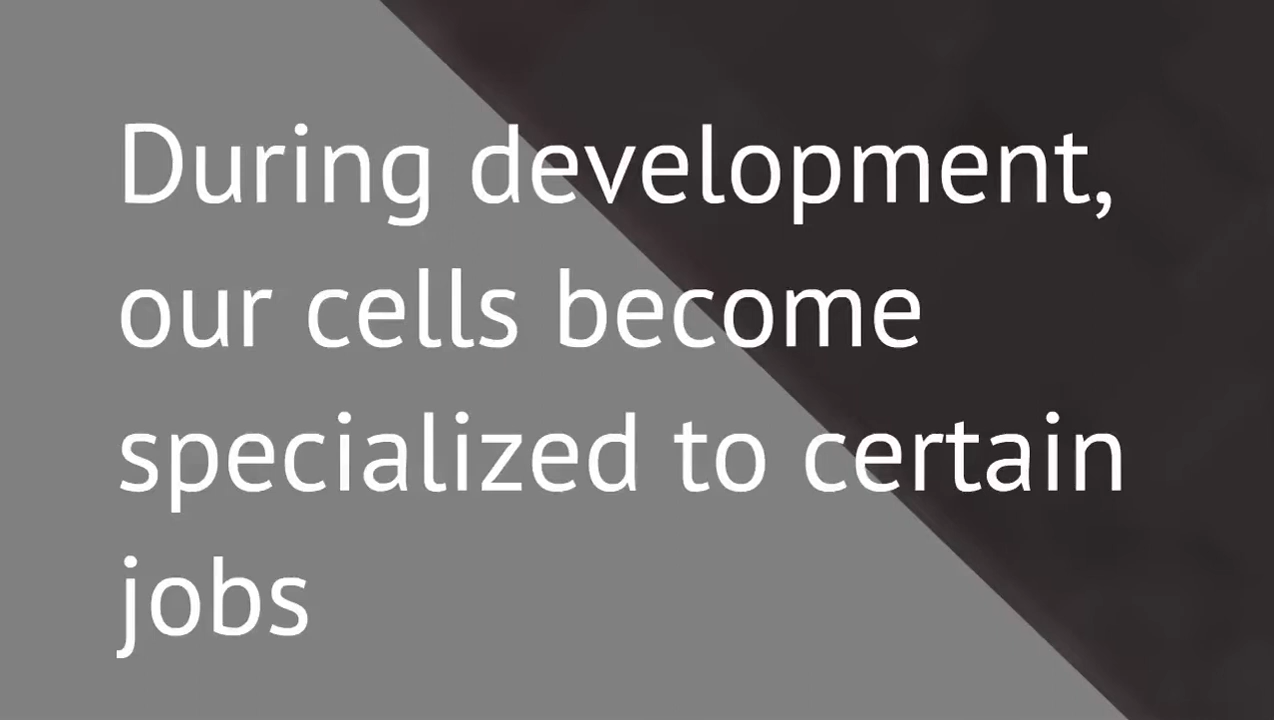 During development,
our cells become
specialized to certain
jobs